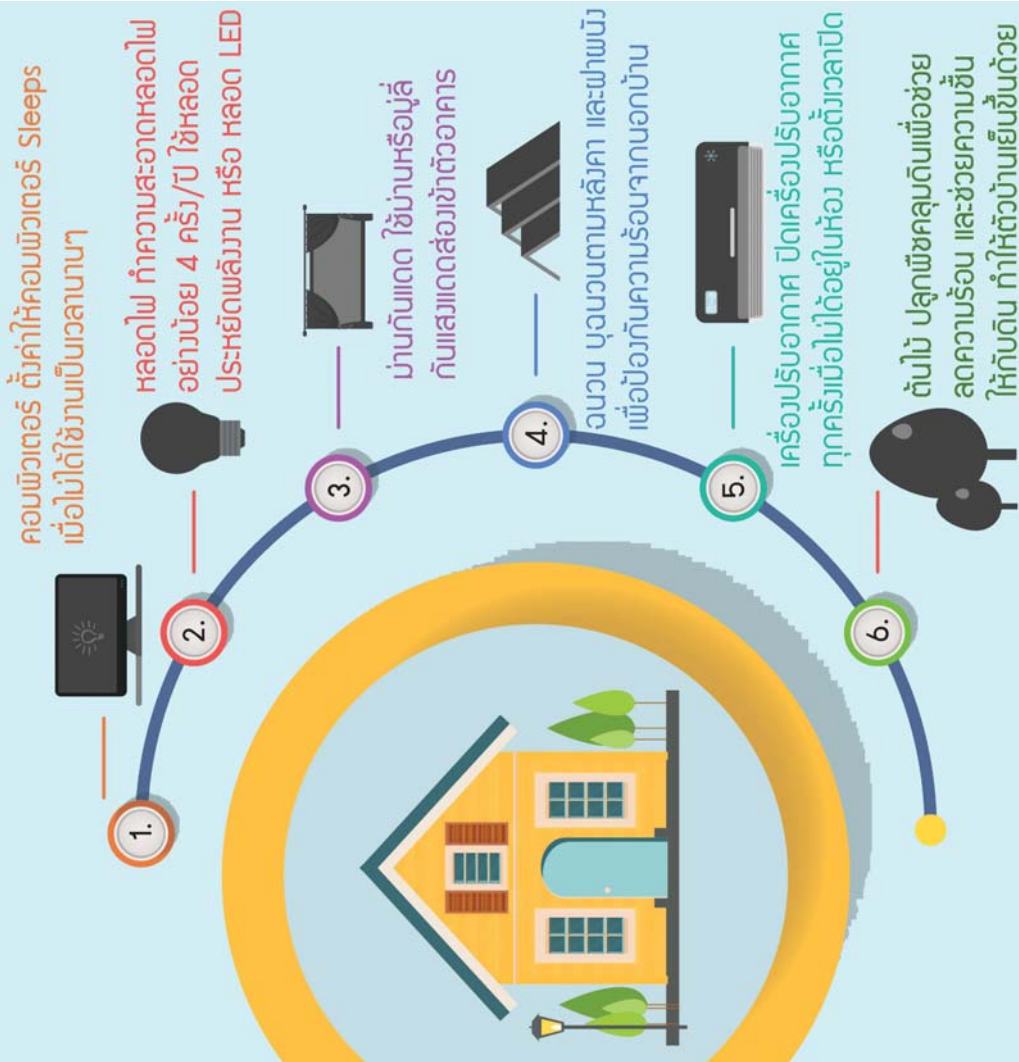 1.
คอมพิวเตอร์ ตั้งค่าให้คอมพิวเตอร์ Sleeps
เมื่อไม่ได้ใช้งานเป็นเวลานานๆ
2.
หลอดไฟ ทำความสะอาดหลอดไฟ
อย่างน้อย 4 ครั้ง/ปี ใช้หลอด
ประหยัดพลังงาน หรือ หลอด LED
3.
ม่านกันแดด ใช้ม่านหรือมู่ลี่
กันแสงแดดส่องเข้าตัวอาคาร
4.
ฉนวน บุฉนวนตามหลังคา และฝาผนัง
เพื่อป้องกันความร้อนจากนอกบ้าน
5.
เครื่องปรับอากาศ ปิดเครื่องปรับอากาศ
ทุกครั้งเมื่อไม่ได้อยู่ในห้อง หรือตั้งเวลาปิด
6.
ต้นไม้ ปลูกพืชคลุมดินเพื่อช่วย
ลดความร้อน และช่วยความชื้น
ให้กับดิน ทำให้ตัวบ้านเย็นขึ้นด้วย